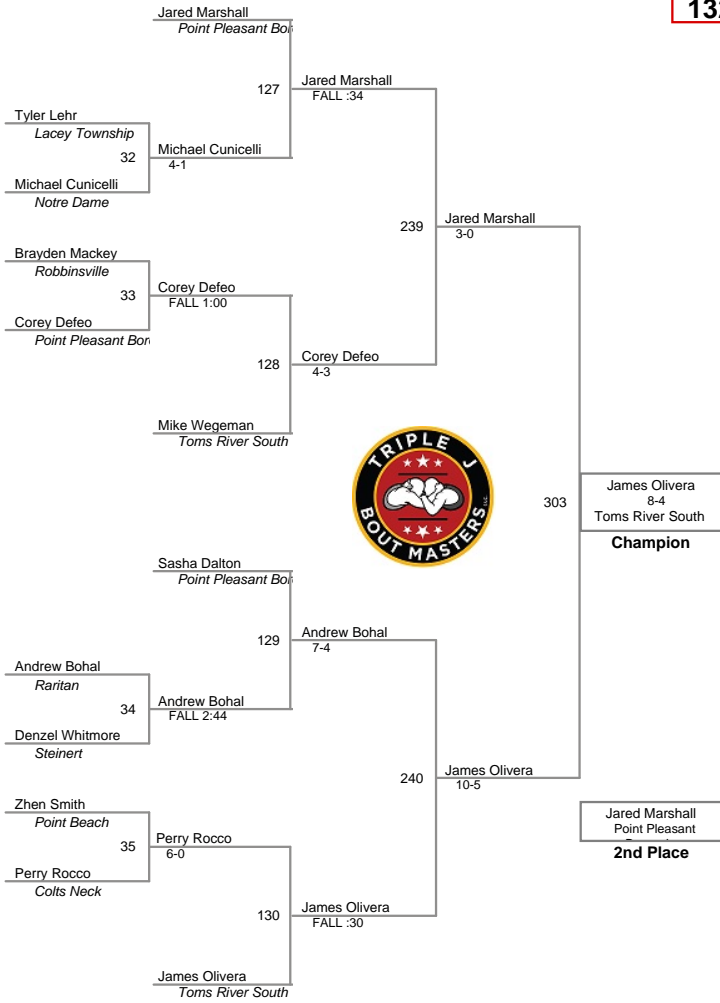 Jared Marshall
Point Pleasant Bor
132
127
Jared Marshall
FALL :34
Tyler Lehr
Lacey Township
32
Michael Cunicelli
4-1
Michael Cunicelli
Notre Dame
239
Jared Marshall
3-0
Brayden Mackey
Robbinsville
33
Corey Defeo
FALL 1:00
Corey Defeo
Point Pleasant Bor
128
Corey Defeo
4-3
Mike Wegeman
Toms River South
TRIPLE J
BOUT MASTERS
303
James Olivera
8-4
Toms River South
Champion
Sasha Dalton
Point Pleasant Bor
129
Andrew Bohal
7-4
Andrew Bohal
Raritan
34
Andrew Bohal
FALL 2:44
Denzel Whitmore
Steinert
240
James Olivera
10-5
Zhen Smith
Point Beach
35
Perry Rocco
6-0
Perry Rocco
Colts Neck
Jared Marshall
Point Pleasant
2nd Place
130
James Olivera
FALL :30
James Olivera
Toms River South